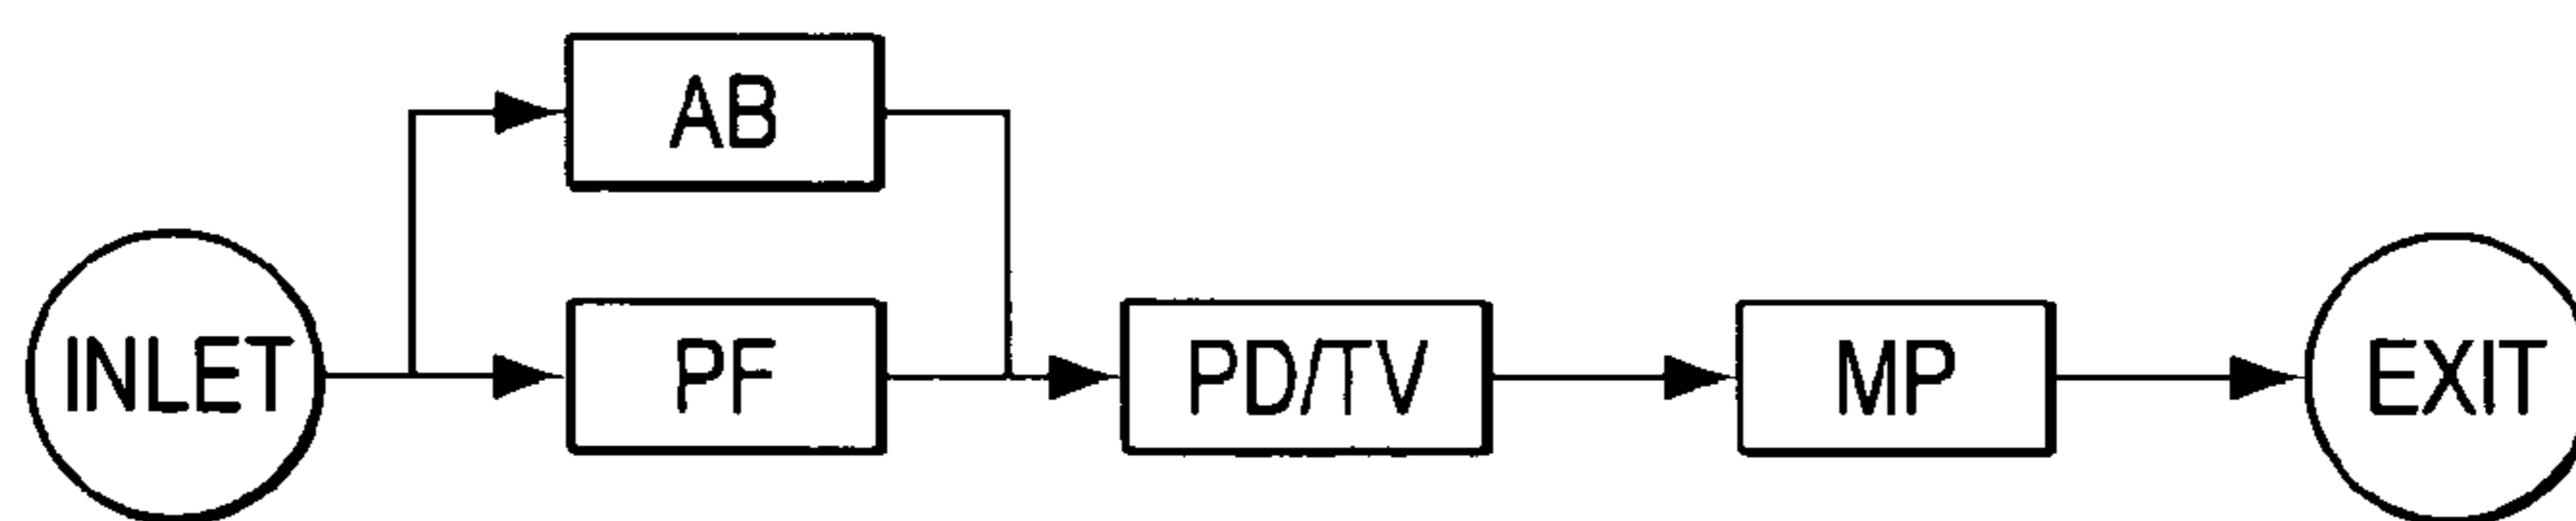 AB
INLET
PF
PD/TV
MP
EXIT